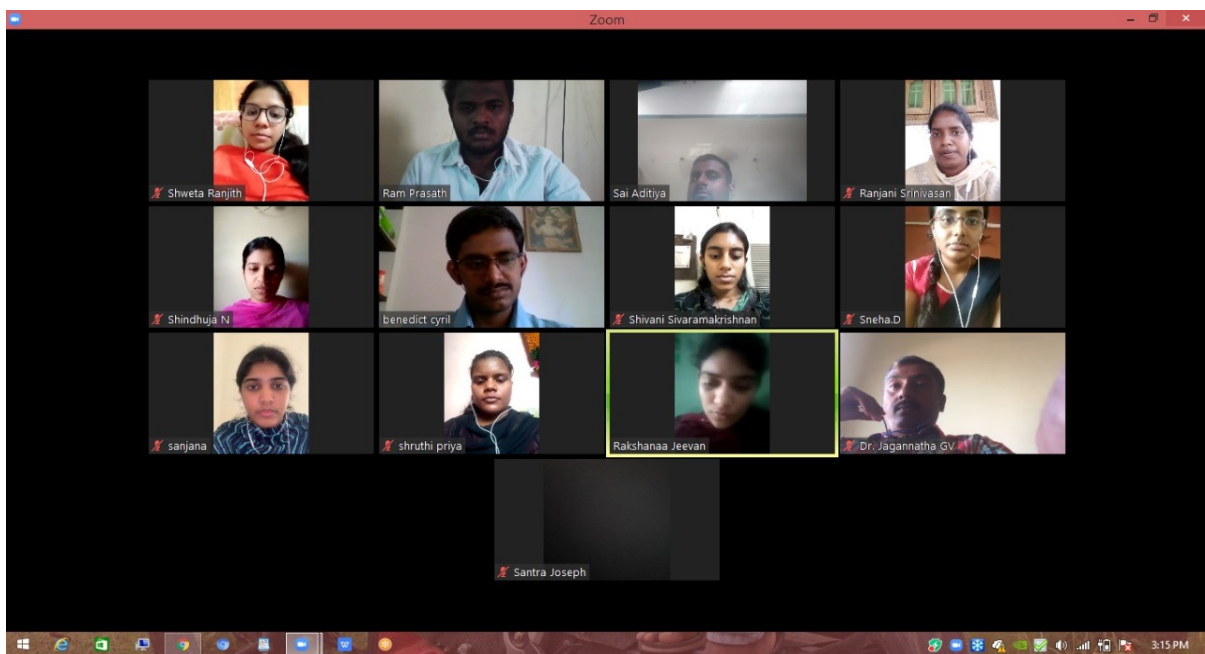 Zoom
Shweta Ranjith
Ram Prasath
Sai Aditiya
Ranjani Srinivasan
Shindhuja N
benedict cyril
Shivani Sivaramakrishnan
Sneha.D
sanjana
shruthi priya
Rakshanaa Jeevan
Dr. Jagannatha GV
Santra Joseph
3:15 PM